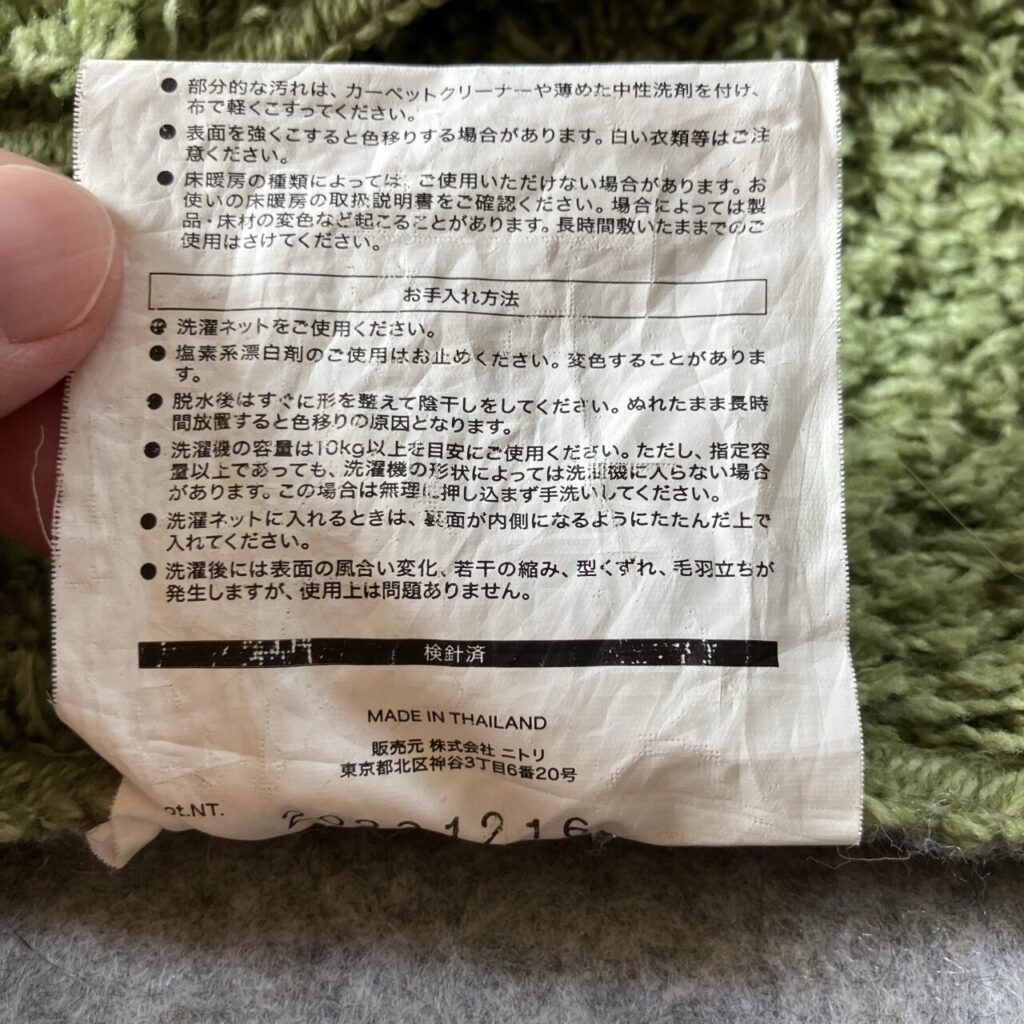 ● 部分的な汚れは、カーペットクリーナーや薄めた中性洗剤を付け、
布で軽くこすってください。
● 表面を強くこすると色移りする場合があります。白い衣類等はご注
意ください。
● 床暖房の種類によっては、ご使用いただけない場合があります。お
使いの床暖房の取扱説明書をご確認ください。場合によっては製
品・床材の変色など起こることがあります。長時間敷いたままでのご
使用はさけてください。
お手入れ方法
● 洗濯ネットをご使用ください。
● 塩素系漂白剤のご使用はお止めください。変色することがありま
す。
● 脱水後はすぐに形を整えて陰干しをしてください。ぬれたまま長時
間放置すると色移りの原因となります。
● 洗濯機の容量は10kg以上を目安にご使用ください。ただし、指定容
量以上であっても、洗濯機の形状によっては洗濯機に入らない場合
があります。この場合は無理に押し込まず手洗いしてください。
● 洗濯ネットに入れるときは、裏面が内側になるようにたたんだ上で
入れてください。
● 洗濯後には表面の風合い変化、若干の縮み、型くずれ、毛羽立ちが
発生しますが、使用上は問題ありません。
検針済
MADE IN THAILAND
販売元 株式会社 ニトリ
東京都北区神谷3丁目6番20号
ot.NT.